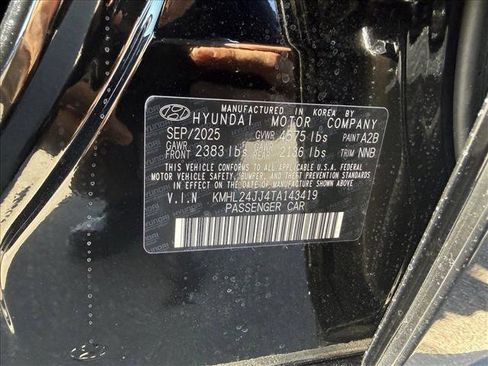 MANUFACTURED IN KOREA BY
HYUNDAI MOTOR COMPANY
SEP/2025 GVWR 4575 lbs PAINT A2B
GAWR FRONT 2383 lbs GAWR REAR 2136 lbs TRIM NNB
THIS VEHICLE CONFORMS TO ALL APPLICABLE U.S.A. FEDERAL
MOTOR VEHICLE SAFETY, BUMPER, AND THEFT PREVENTION
STANDARDS IN EFFECT ON THE DATE OF MANUFACTURE
SHOWN ABOVE.
V.I.N KMHL24JJ4TA143419
PASSENGER CAR